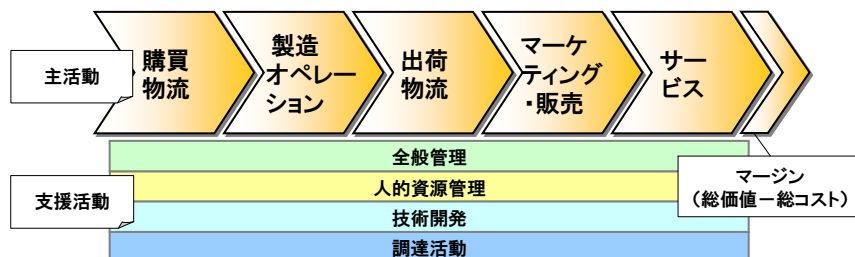 主活動
購買
物流
製造
オペレー
ション
出荷
物流
マーケ
ティング
・販売
サー
ビス
全般管理
人的資源管理
技術開発
調達活動
支援活動
マージン
（総価値－総コスト）